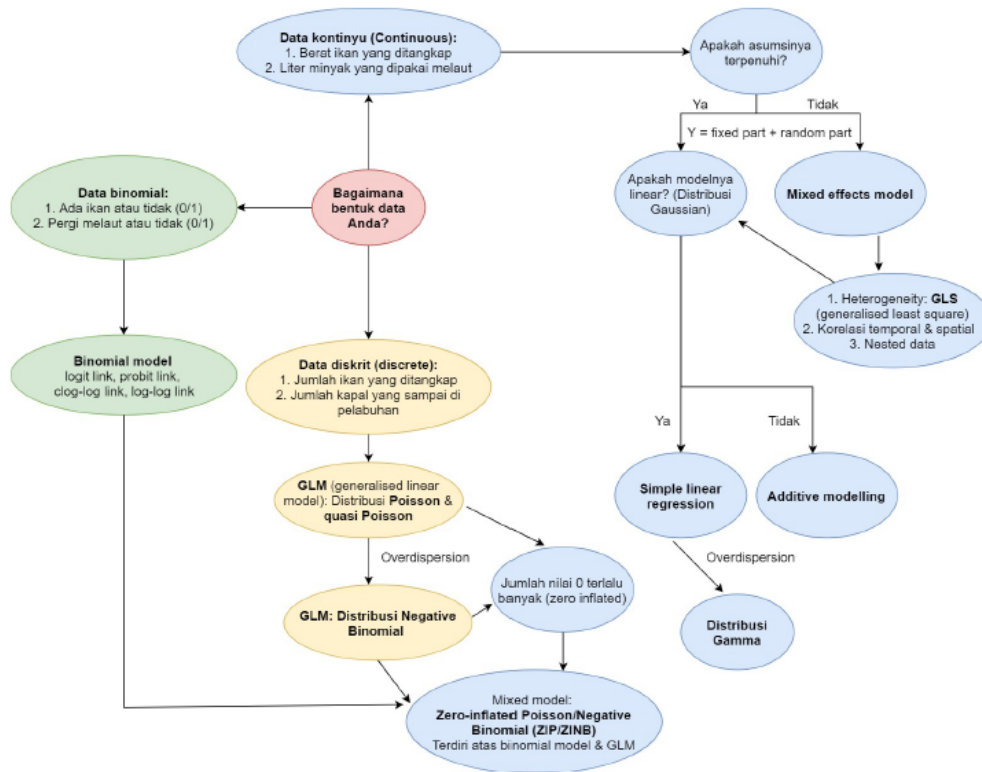 Data kontinyu (Continuous):
1. Berat ikan yang ditangkap
2. Liter minyak yang dipakai melaut
Apakah asumsinya
terpenuhi?
Ya
Tidak
Y = fixed part + random part
Data binomial:
1. Ada ikan atau tidak (0/1)
2. Pergi melaut atau tidak (0/1)
Bagaimana
bentuk data
Anda?
Apakah modelnya
linear? (Distribusi
Gaussian)
Mixed effects model
1. Heterogeneity: GLS
(generalised least square)
2. Korelasi temporal & spatial
3. Nested data
Binomial model
logit link, probit link,
clog-log link, log-log link
Data diskrit (discrete):
1. Jumlah ikan yang ditangkap
2. Jumlah kapal yang sampai di
pelabuhan
Ya
Tidak
GLM (generalised linear
model): Distribusi Poisson &
quasi Poisson
Simple linear
regression
Additive modelling
Overdispersion
Overdispersion
Jumlah nilai 0 terlalu
banyak (zero inflated)
GLM: Distribusi Negative
Binomial
Distribusi
Gamma
Mixed model:
Zero-inflated Poisson/Negative
Binomial (ZIP/ZINB)
Terdiri atas binomial model & GLM